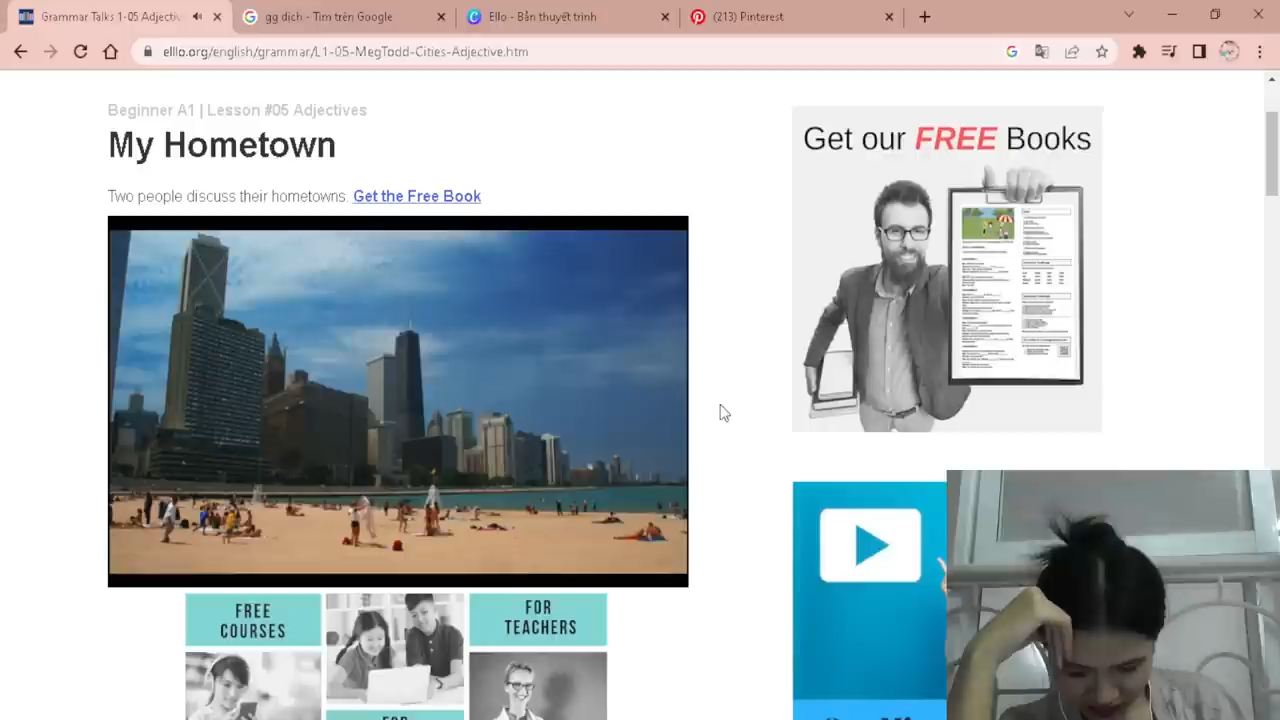 Grammar Talks 1-05 Adjectiv
gg dịch - Tìm trên Google
Ello - Bản thuyết trình
(213) Pinterest
elllo.org/english/grammar/L1-05-MegTodd-Cities-Adjective.htm
Beginner A1 | Lesson #05 Adjectives
My Hometown
Two people discuss their hometowns. Get the Free Book
Get our FREE Books
FREE
COURSES
FOR
TEACHERS